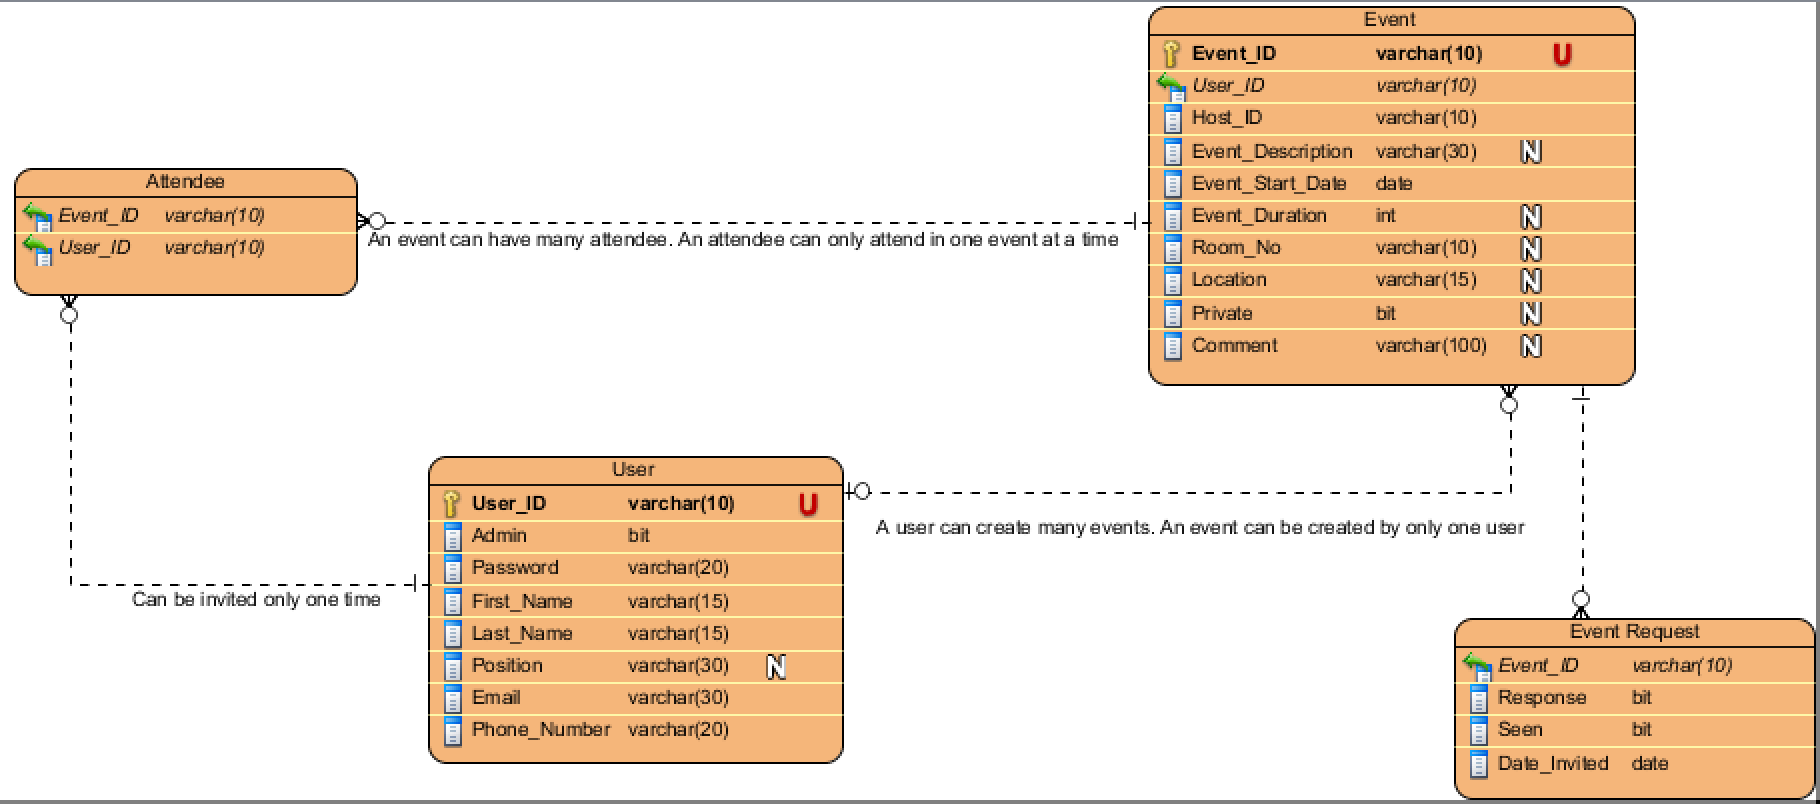 Event
Event_ID varchar(10) U
User_ID varchar(10)
Host_ID varchar(10)
Event_Description varchar(30) N
Event_Start_Date date
Event_Duration int N
Room_No varchar(10) N
Location varchar(15) N
Private bit N
Comment varchar(100) N
Attendee
Event_ID varchar(10)
User_ID varchar(10)
An event can have many attendee. An attendee can only attend in one event at a time
User
User_ID varchar(10) U
Admin bit
Password varchar(20)
First_Name varchar(15)
Last_Name varchar(15)
Position varchar(30) N
Email varchar(30)
Phone_Number varchar(20)
A user can create many events. An event can be created by only one user
Can be invited only one time
Event Request
Event_ID varchar(10)
Response bit
Seen bit
Date_Invited date